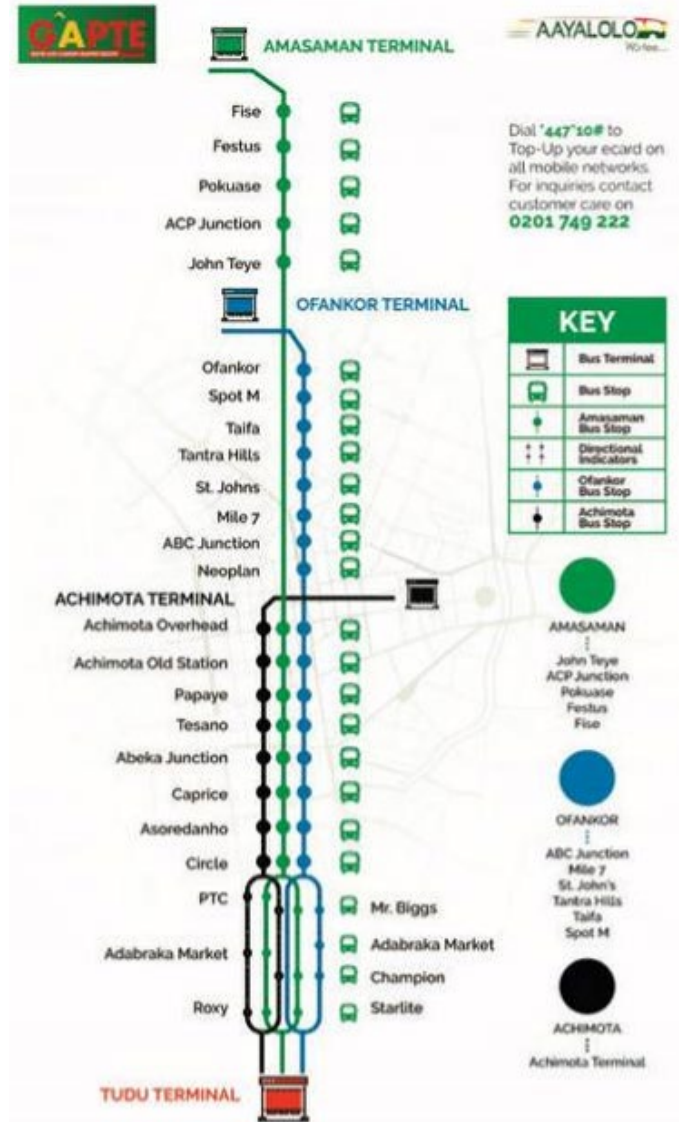 GAPTE
AAYALOLO
AMASAMAN TERMINAL
Fise
Festus
Pokuase
ACP Junction
John Teye
Dial *447*10# to
Top-Up your ecard on
all mobile networks.
For inquiries contact
customer care on
0201 749 222
OFANKOR TERMINAL
Ofankor
Spot M
Taifa
Tantra Hills
St. Johns
Mile 7
ABC Junction
Neoplan
KEY
Bus Terminal
Bus Stop
Amasaman
Bus Stop
Directional
Indicators
Ofankor
Bus Stop
Achimota
Bus Stop
ACHIMOTA TERMINAL
Achimota Overhead
Achimota Old Station
Papaye
Tesano
Abeka Junction
Caprice
Asoredanho
Circle
PTC
Adabraka Market
Roxy
Mr. Biggs
Adabraka Market
Champion
Starlite
TUDU TERMINAL
AMASAMAN
John Teye
ACP Junction
Pokuase
Festus
Fise
OFANKOR
ABC Junction
Mile 7
St. John's
Tantra Hills
Taifa
Spot M
ACHIMOTA
Achimota Terminal